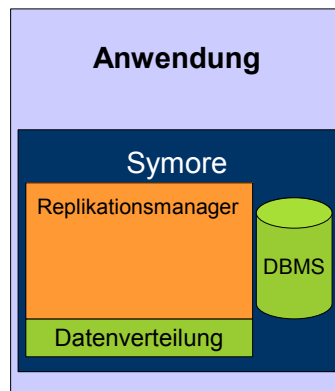 Anwendung
Symore
Replikationsmanager
DBMS
Datenverteilung